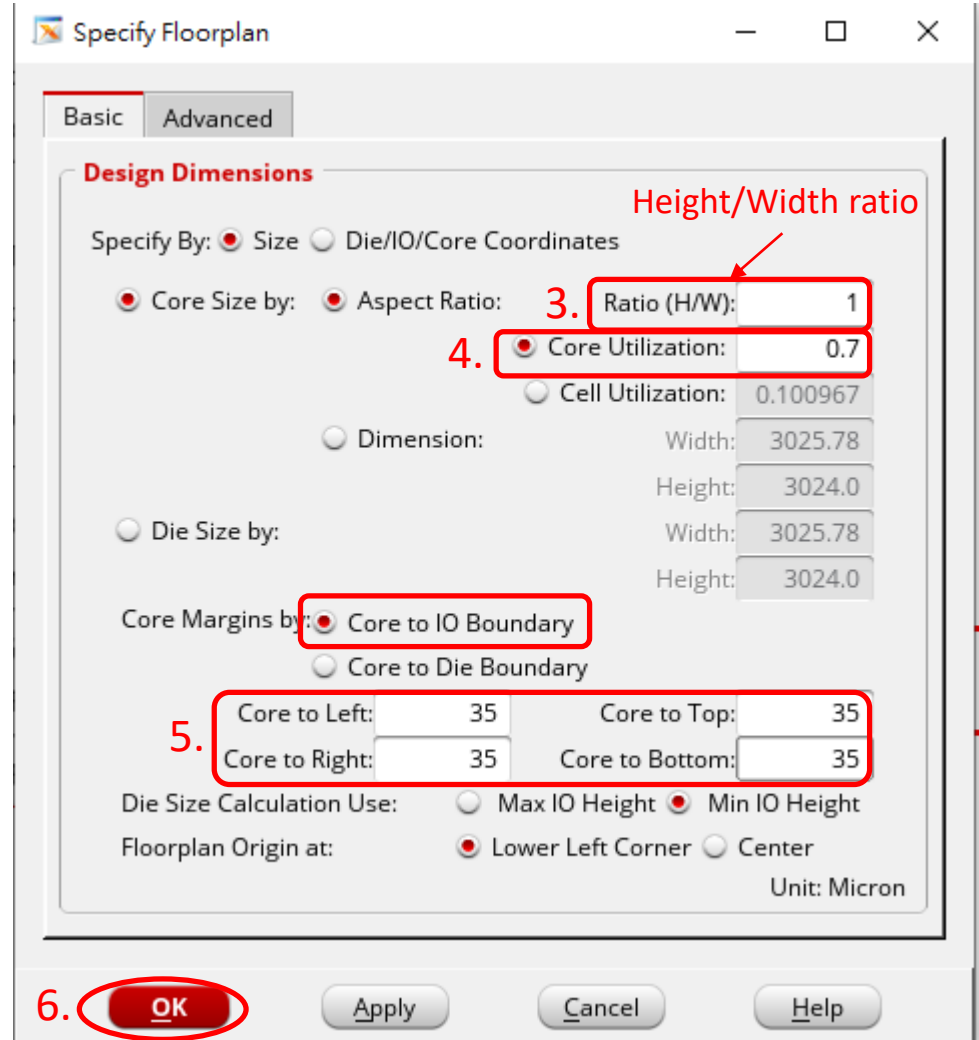 Specify Floorplan
Basic Advanced
Design Dimensions
Height/Width ratio
Specify By: Size Die/IO/Core Coordinates
Core Size by: Aspect Ratio: 3. Ratio (H/W): 1
4. Core Utilization: 0.7
Cell Utilization: 0.100967
Dimension: Width: 3025.78
Height: 3024.0
Die Size by: Width: 3025.78
Height: 3024.0
Core Margins by: Core to IO Boundary
Core to Die Boundary
5. Core to Left: 35 Core to Top: 35
Core to Right: 35 Core to Bottom: 35
Die Size Calculation Use: Max IO Height Min IO Height
Floorplan Origin at: Lower Left Corner Center
Unit: Micron
6. OK Apply Cancel Help